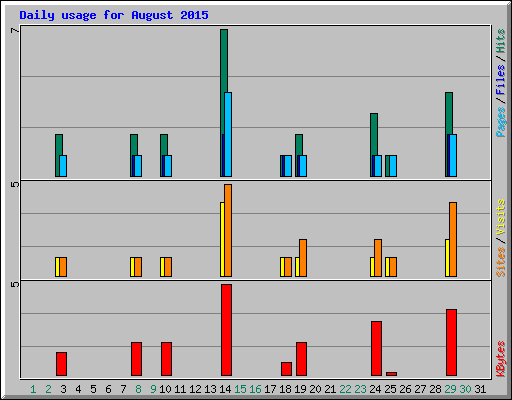 Daily usage for August 2015
7
Pages / Files / Hits
5
Sites / Visits
5
KBytes
1 2 3 4 5 6 7 8 9 10 11 12 13 14 15 16 17 18 19 20 21 22 23 24 25 26 27 28 29 30 31